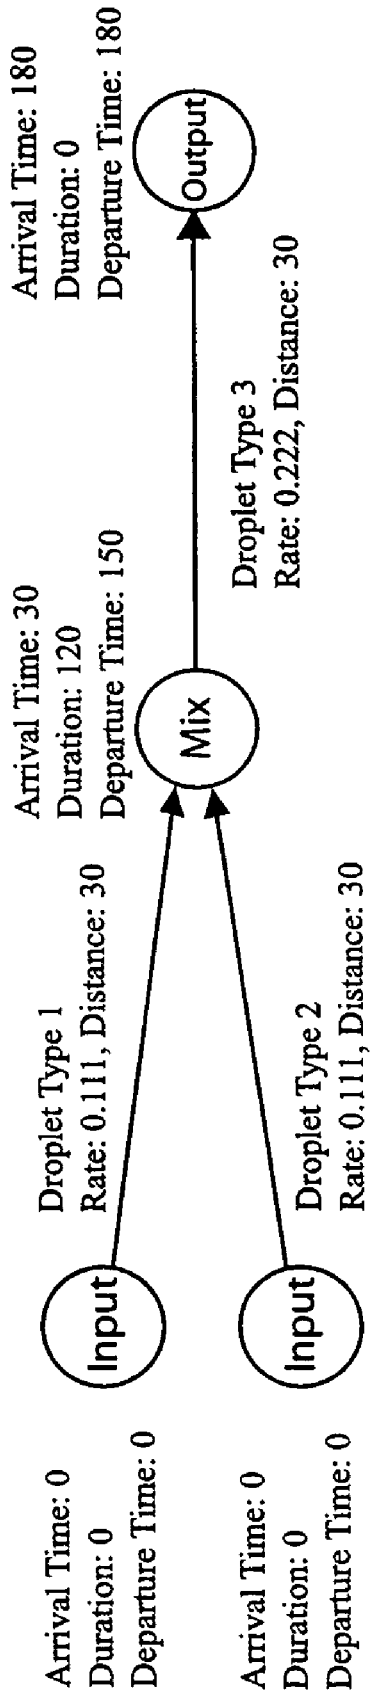 Arrival Time: 0
Duration: 0
Departure Time: 0
Input
Droplet Type 1
Rate: 0.111, Distance: 30
Arrival Time: 0
Duration: 0
Departure Time: 0
Input
Droplet Type 2
Rate: 0.111, Distance: 30
Arrival Time: 30
Duration: 120
Departure Time: 150
Mix
Droplet Type 3
Rate: 0.222, Distance: 30
Arrival Time: 180
Duration: 0
Departure Time: 180
Output